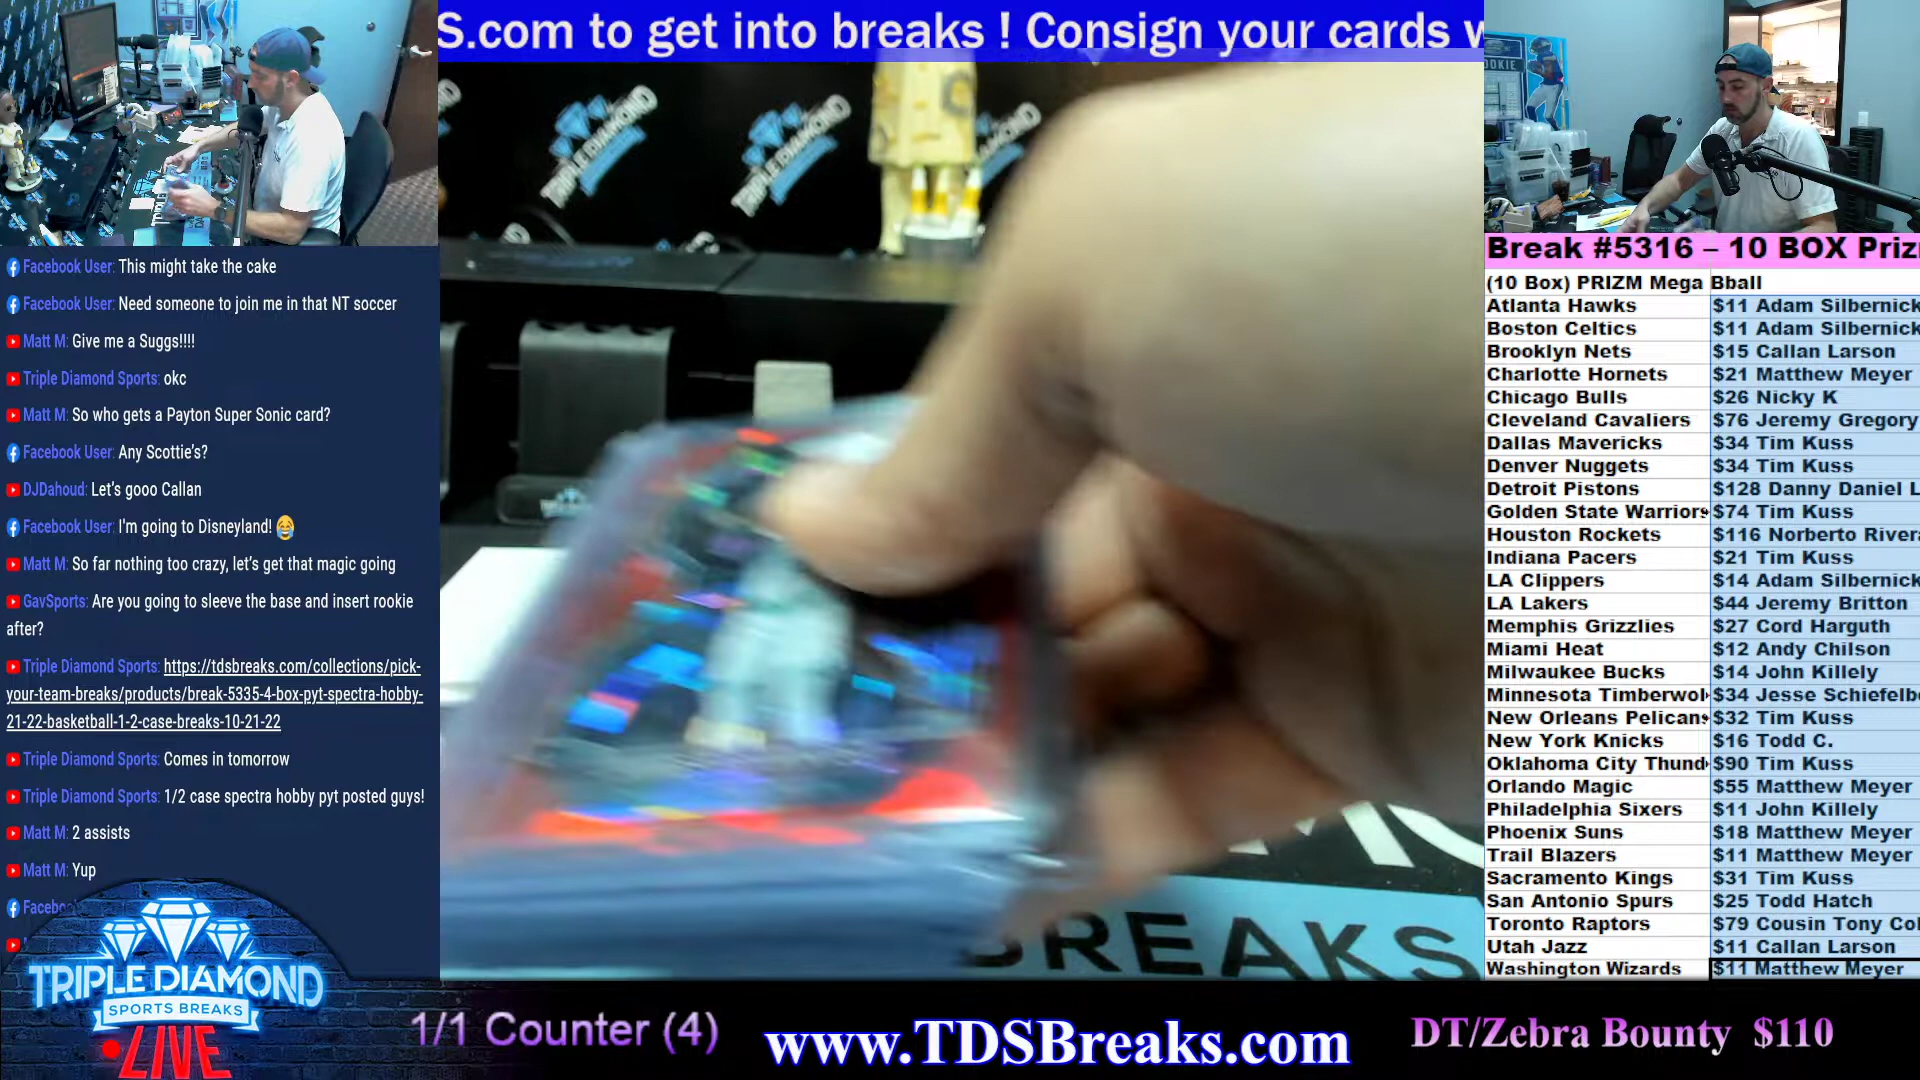 S.com to get into breaks ! Consign your cards w
TRIPLE DIAMOND
TRIPLE DIAMOND
DIAMOND
OOKIE
Facebook User: This might take the cake
Facebook User: Need someone to join me in that NT soccer
Matt M: Give me a Suggs!!!!
Triple Diamond Sports: okc
Matt M: So who gets a Payton Super Sonic card?
Facebook User: Any Scottie's?
DJDahoud: Let's gooo Callan
Facebook User: I'm going to Disneyland! 😂
Matt M: So far nothing too crazy, let's get that magic going
GavSports: Are you going to sleeve the base and insert rookie
after?
Triple Diamond Sports: https://tdsbreaks.com/collections/pick-
your-team-breaks/products/break-5335-4-box-pyt-spectra-hobby-
21-22-basketball-1-2-case-breaks-10-21-22
Triple Diamond Sports: Comes in tomorrow
Triple Diamond Sports: 1/2 case spectra hobby pyt posted guys!
Matt M: 2 assists
Matt M: Yup
Facebo
TRIPLE DIAMOND
SPORTS BREAKS
LIVE
BREAKS
Break #5316 – 10 BOX Priz
(10 Box) PRIZM Mega Bball
Atlanta Hawks $11 Adam Silbernick
Boston Celtics $11 Adam Silbernick
Brooklyn Nets $15 Callan Larson
Charlotte Hornets $21 Matthew Meyer
Chicago Bulls $26 Nicky K
Cleveland Cavaliers $76 Jeremy Gregory
Dallas Mavericks $34 Tim Kuss
Denver Nuggets $34 Tim Kuss
Detroit Pistons $128 Danny Daniel L
Golden State Warriors $74 Tim Kuss
Houston Rockets $116 Norberto Rivera
Indiana Pacers $21 Tim Kuss
LA Clippers $14 Adam Silbernick
LA Lakers $44 Jeremy Britton
Memphis Grizzlies $27 Cord Harguth
Miami Heat $12 Andy Chilson
Milwaukee Bucks $14 John Killely
Minnesota Timberwol $34 Jesse Schiefelb
New Orleans Pelicans $32 Tim Kuss
New York Knicks $16 Todd C.
Oklahoma City Thund $90 Tim Kuss
Orlando Magic $55 Matthew Meyer
Philadelphia Sixers $11 John Killely
Phoenix Suns $18 Matthew Meyer
Trail Blazers $11 Matthew Meyer
Sacramento Kings $31 Tim Kuss
San Antonio Spurs $25 Todd Hatch
Toronto Raptors $79 Cousin Tony Co
Utah Jazz $11 Callan Larson
Washington Wizards $11 Matthew Meyer
1/1 Counter (4)
www.TDSBreaks.com
DT/Zebra Bounty $110